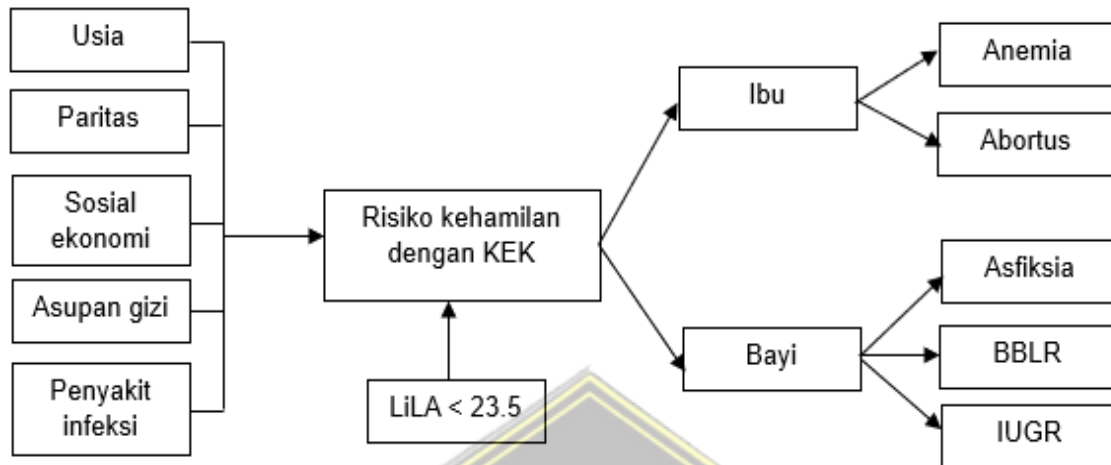 Usia
Paritas
Sosial
ekonomi
Asupan gizi
Penyakit
infeksi
Risiko kehamilan
dengan KEK
LiLA < 23.5
Ibu
Bayi
Anemia
Abortus
Asfiksia
BBLR
IUGR